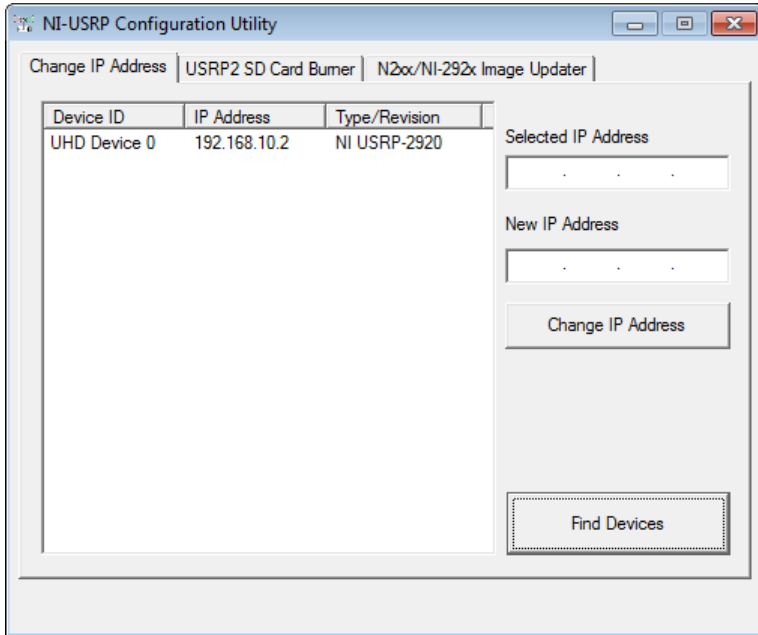 NI-USRP Configuration Utility
Change IP Address USRP2 SD Card Burner N2xx/NI-292x Image Updater
Device ID IP Address Type/Revision
UHD Device 0 192.168.10.2 NI USRP-2920
Selected IP Address
. . .
New IP Address
. . .
Change IP Address
Find Devices